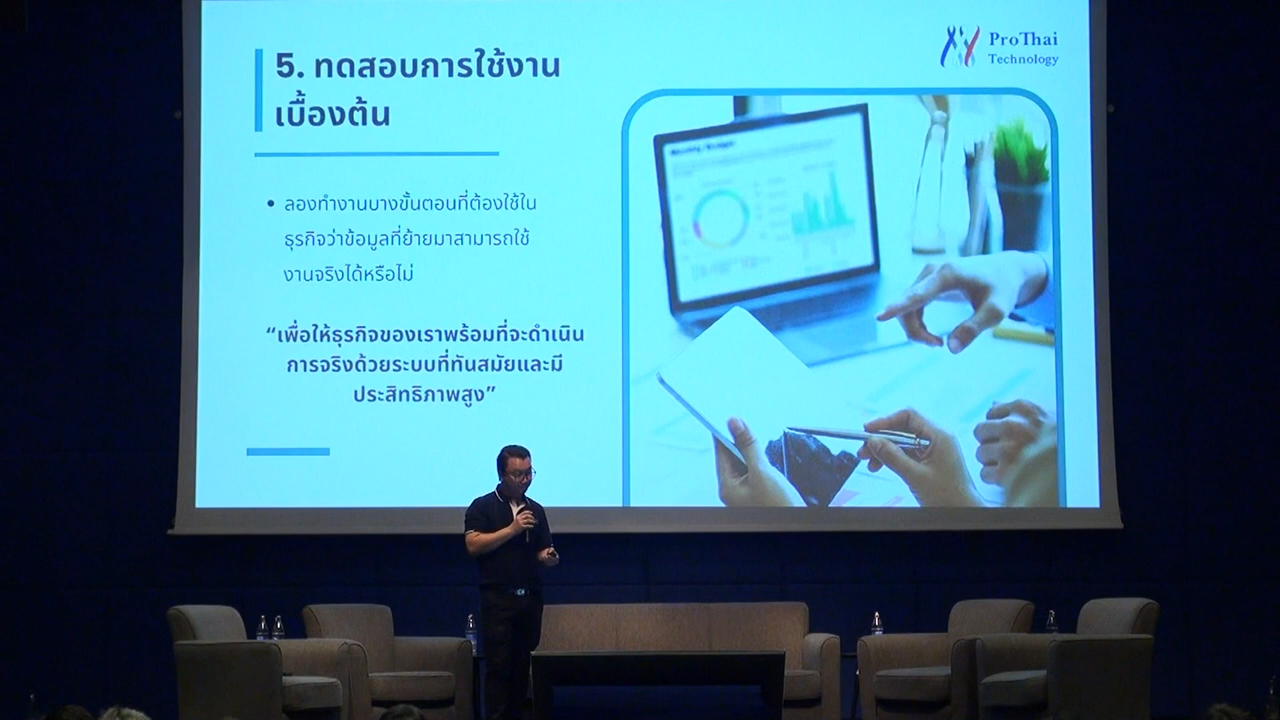 5. ทดสอบการใช้งาน
เบื้องต้น
ProThai
Technology
• ลองทำงานบางขั้นตอนที่ต้องใช้ใน
ธุรกิจว่าข้อมูลที่ย้ายมาสามารถใช้
งานจริงได้หรือไม่
“เพื่อให้ธุรกิจของเราพร้อมที่จะดำเนิน
การจริงด้วยระบบที่ทันสมัยและมี
ประสิทธิภาพสูง”